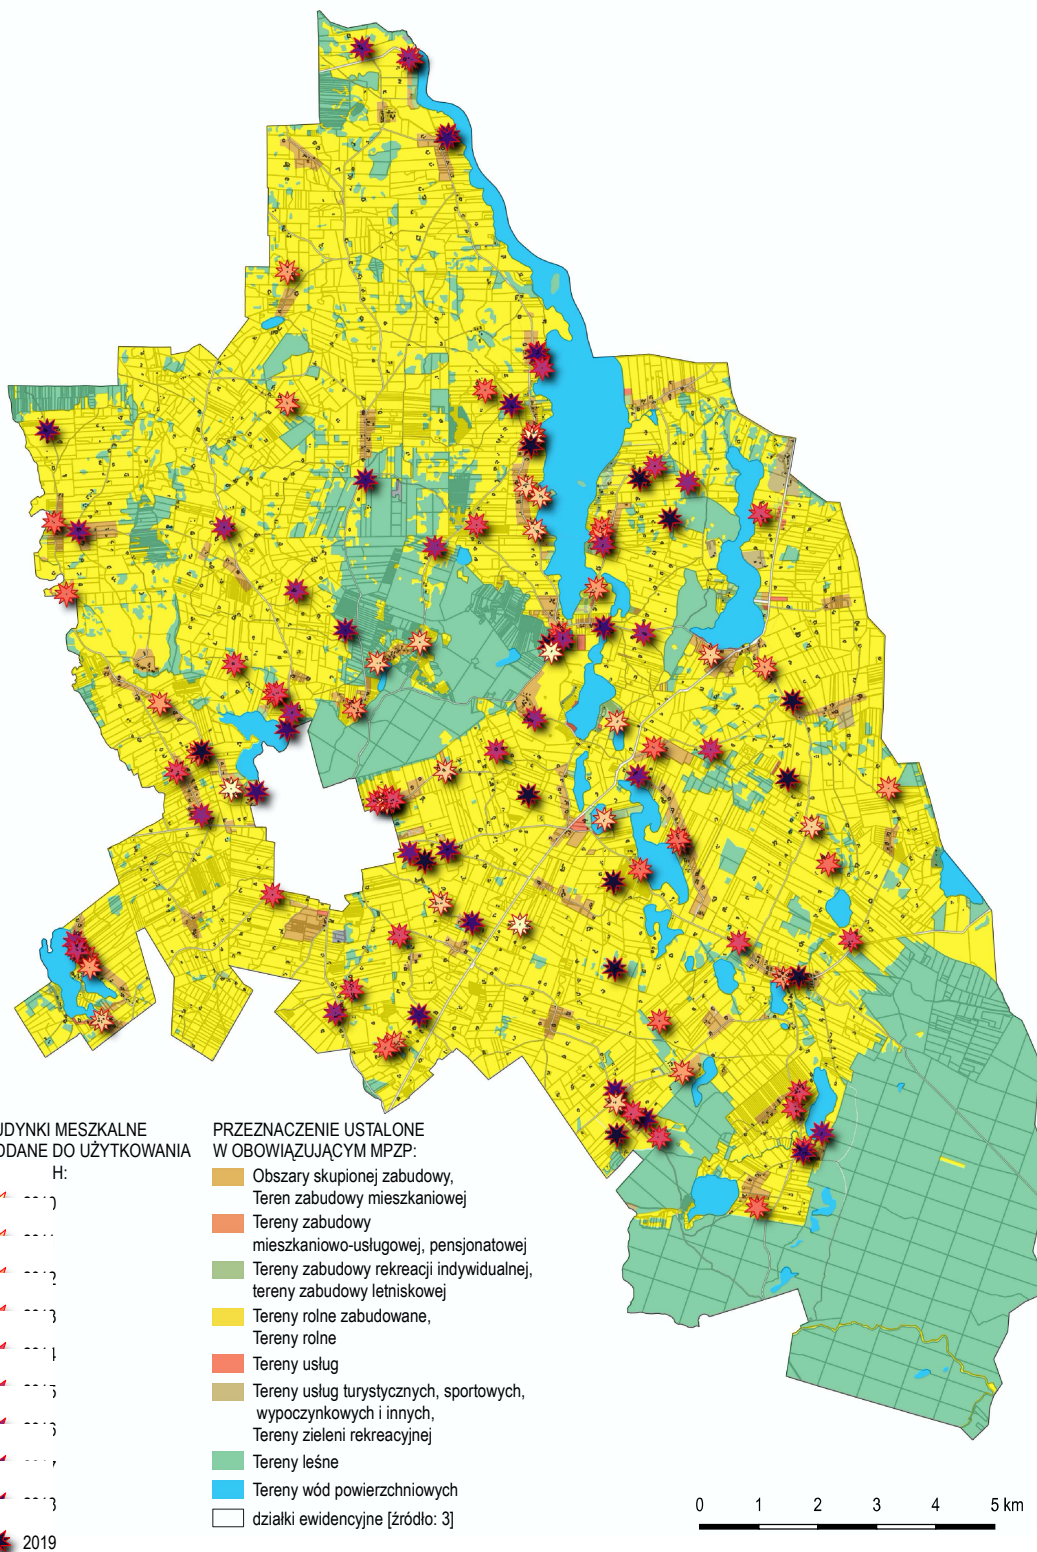 UDYNKI MESZKALNE
ODDANE DO UŻYTKOWANIA
H:
2019
PRZEZNACZENIE USTALONE
W OBOWIĄZUJĄCYM MPZP:
Obszary skupionej zabudowy,
Teren zabudowy mieszkaniowej
Tereny zabudowy
mieszkaniowo-usługowej, pensjonatowej
Tereny zabudowy rekreacji indywidualnej,
tereny zabudowy letniskowej
Tereny rolne zabudowane,
Tereny rolne
Tereny usług
Tereny usług turystycznych, sportowych,
wypoczynkowych i innych,
Tereny zieleni rekreacyjnej
Tereny leśne
Tereny wód powierzchniowych
działki ewidencyjne [źródło: 3]
0 1 2 3 4 5 km